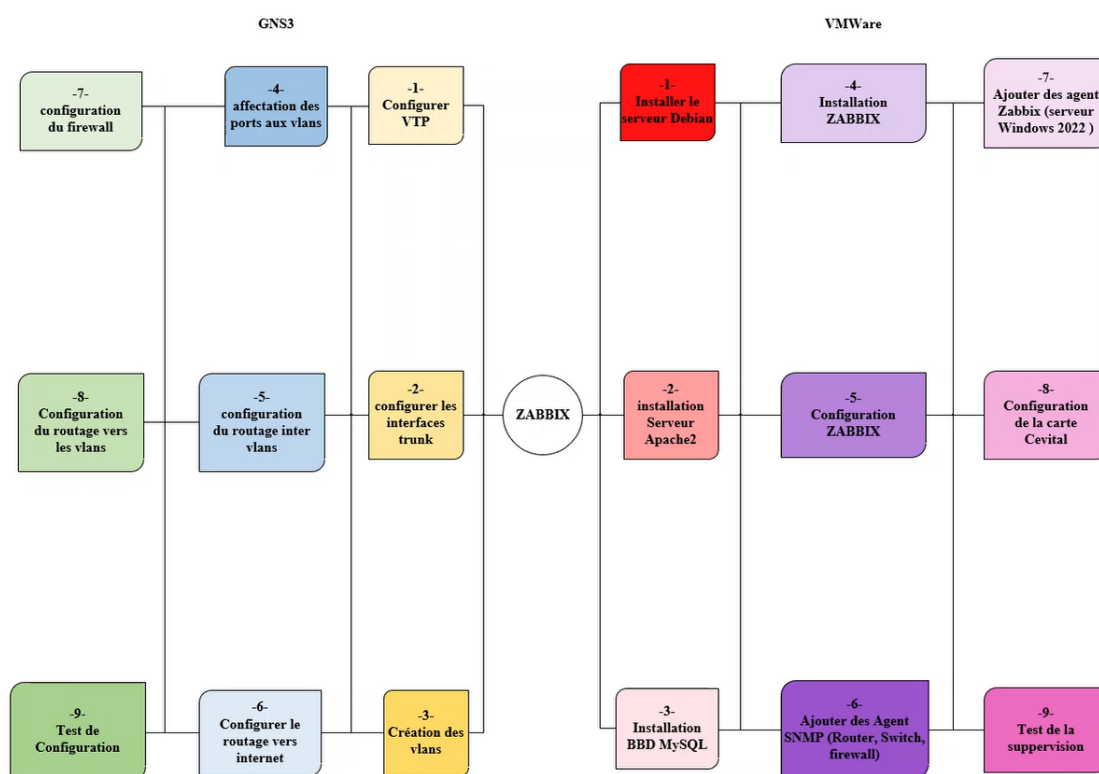 GNS3
VMWare
-7-
configuration
du firewall
-4-
affectation des
ports aux vlans
-1-
Configurer
VTP
-1-
Installer le
serveur Debian
-4-
Installation
ZABBIX
-7-
Ajouter des agent
Zabbix (serveur
Windows 2022 )
-8-
Configuration
du routage vers
les vlans
-5-
configuration
du routage inter
vlans
-2-
configurer les
interfaces
trunk
ZABBIX
-2-
installation
Serveur
Apache2
-5-
Configuration
ZABBIX
-8-
Configuration
de la carte
Cevital
-9-
Test de
Configuration
-6-
Configurer le
routage vers
internet
-3-
Création des
vlans
-3-
Installation
BBD MySQL
-6-
Ajouter des Agent
SNMP (Router, Switch,
firewall)
-9-
Test de la
suppervision